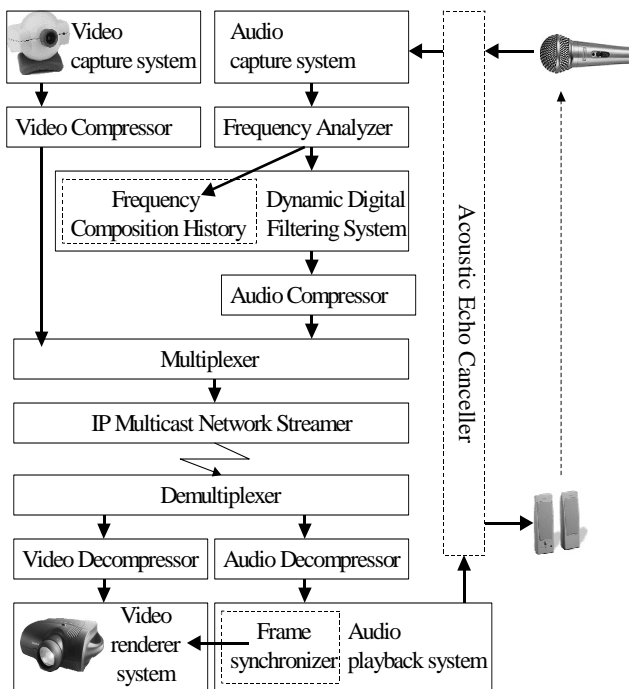 Video
capture system
Audio
capture system
Video Compressor
Frequency Analyzer
Frequency
Composition History
Dynamic Digital
Filtering System
Audio Compressor
Multiplexer
IP Multicast Network Streamer
Demultiplexer
Video Decompressor
Audio Decompressor
Video
renderer
system
Frame
synchronizer
Audio
playback system
Acoustic Echo Canceller